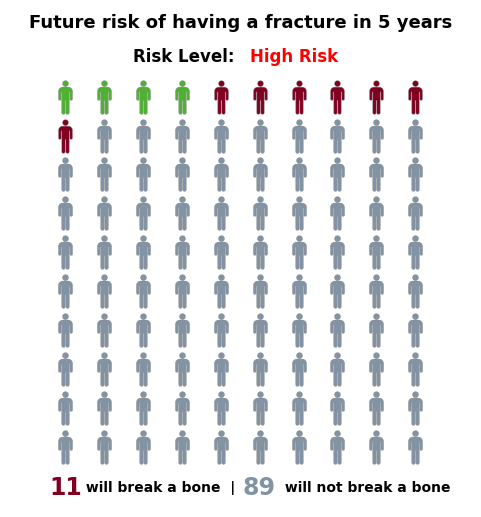 Future risk of having a fracture in 5 years
Risk Level: High Risk
11 will break a bone | 89 will not break a bone